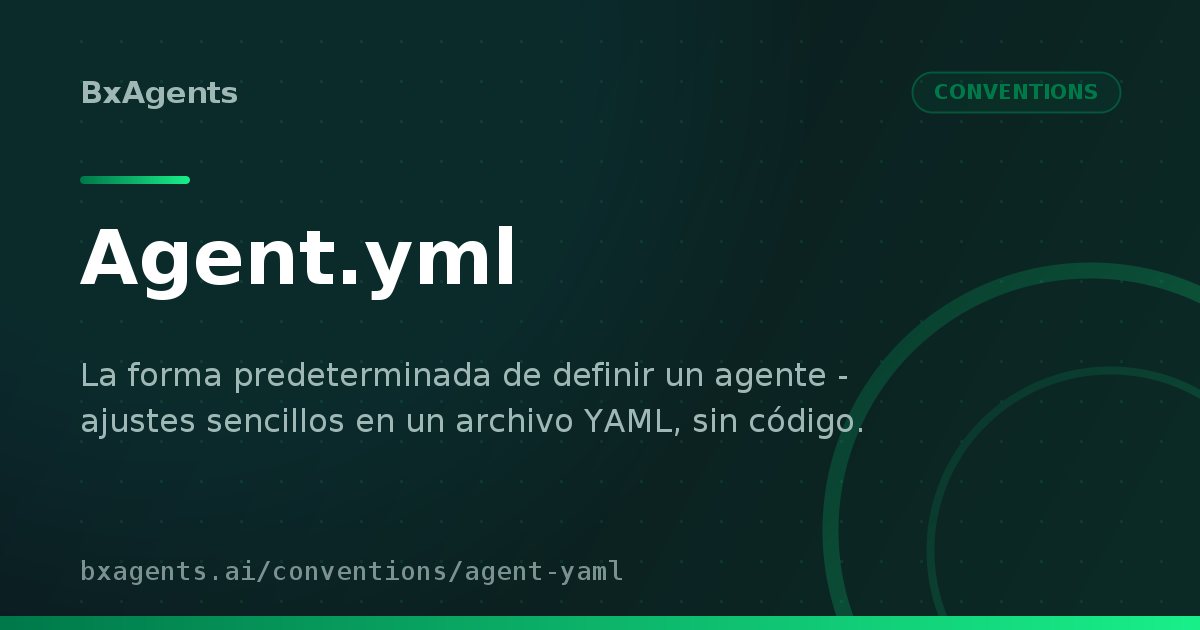 BxAgents
CONVENTIONS
Agent.yml
La forma predeterminada de definir un agente -
ajustes sencillos en un archivo YAML, sin código.
bxagents.ai/conventions/agent-yaml